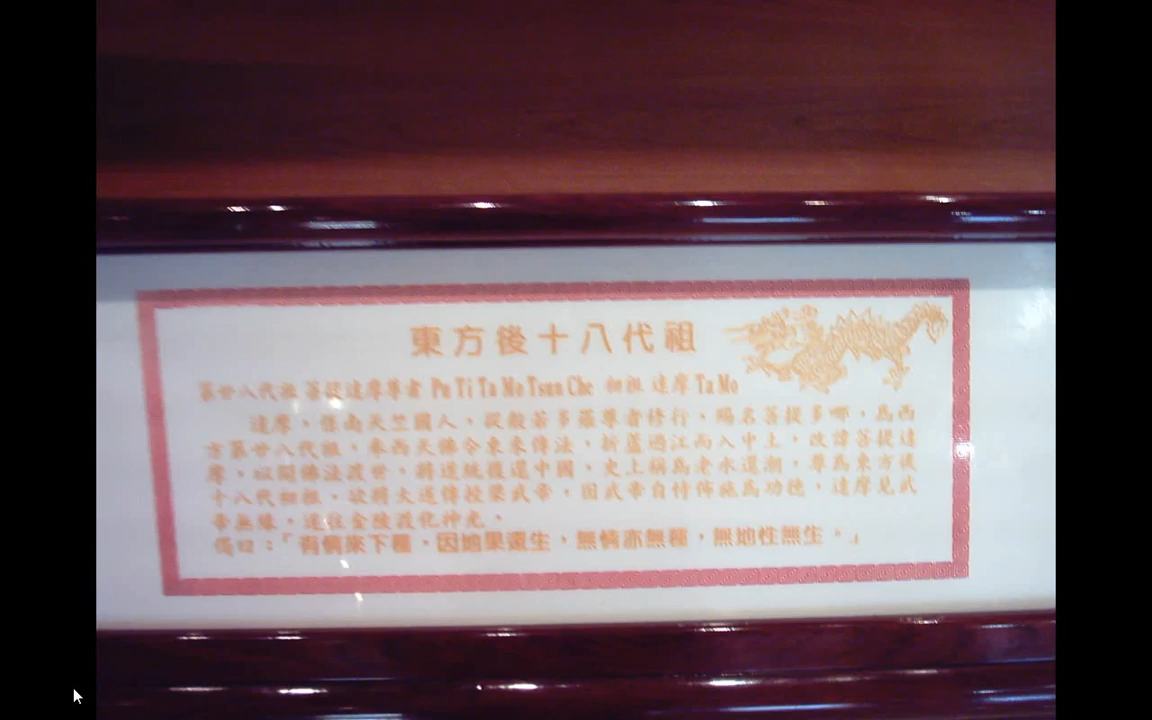 東方後十八代祖
第廿八代祖 菩提達摩尊者 Pu Ti Ta Mo Tsun Che 初祖 達摩 Ta Mo
達摩,係南天竺國人,從般若多羅尊者修行,賜名菩提多哪,為西
方第廿八代祖,奉西天佛令東來傳法,折蘆過江而入中土,改諱菩提達
摩,以闡佛法渡世,將道統復還中國,史上稱為老水還潮,尊為東方後
十八代初祖,欲將大道傳授梁武帝,因武帝自恃佈施為功德,達摩見武
帝無緣,遂往金陵渡化神光。
偈曰:「有情來下種,因地果還生,無情亦無種,無地性無生。」